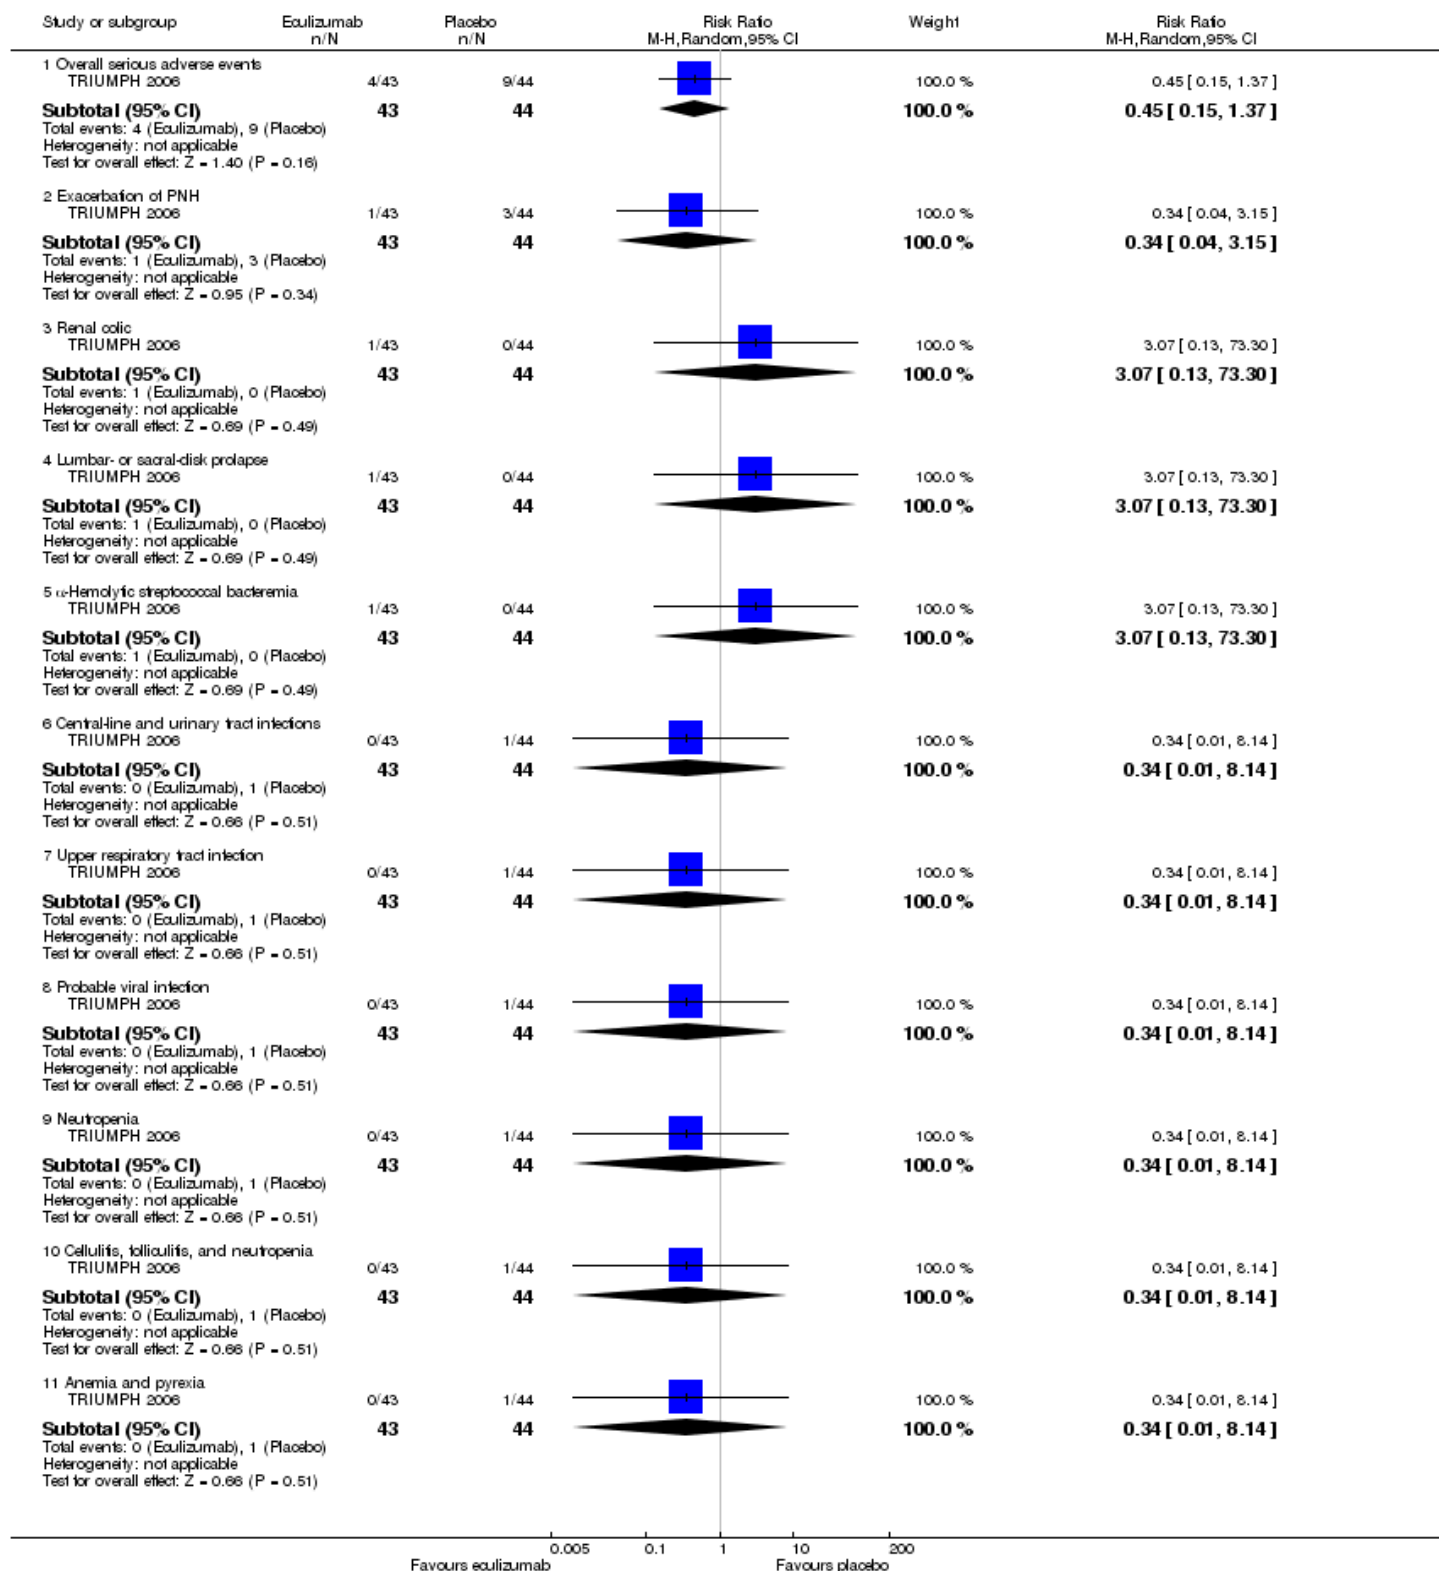 Study or subgroup Eculizumab Placebo Risk Ratio Weight Risk Ratio
n/N n/N M-H,Random,95% CI M-H,Random,95% CI
1 Overall serious adverse events
TRIUMPH 2006 4/43 9/44 100.0 % 0.45 [ 0.15, 1.37 ]
Subtotal (95% CI) 43 44 100.0 % 0.45 [ 0.15, 1.37 ]
Total events: 4 (Eculizumab), 9 (Placebo)
Heterogeneity: not applicable
Test for overall effect: Z = 1.40 (P = 0.16)
2 Exacerbation of PNH
TRIUMPH 2006 1/43 3/44 100.0 % 0.34 [ 0.04, 3.15 ]
Subtotal (95% CI) 43 44 100.0 % 0.34 [ 0.04, 3.15 ]
Total events: 1 (Eculizumab), 3 (Placebo)
Heterogeneity: not applicable
Test for overall effect: Z = 0.95 (P = 0.34)
3 Renal colic
TRIUMPH 2006 1/43 0/44 100.0 % 3.07 [ 0.13, 73.30 ]
Subtotal (95% CI) 43 44 100.0 % 3.07 [ 0.13, 73.30 ]
Total events: 1 (Eculizumab), 0 (Placebo)
Heterogeneity: not applicable
Test for overall effect: Z = 0.69 (P = 0.49)
4 Lumbar- or sacral-disk prolapse
TRIUMPH 2006 1/43 0/44 100.0 % 3.07 [ 0.13, 73.30 ]
Subtotal (95% CI) 43 44 100.0 % 3.07 [ 0.13, 73.30 ]
Total events: 1 (Eculizumab), 0 (Placebo)
Heterogeneity: not applicable
Test for overall effect: Z = 0.69 (P = 0.49)
5 α-Hemolytic streptococcal bacteremia
TRIUMPH 2006 1/43 0/44 100.0 % 3.07 [ 0.13, 73.30 ]
Subtotal (95% CI) 43 44 100.0 % 3.07 [ 0.13, 73.30 ]
Total events: 1 (Eculizumab), 0 (Placebo)
Heterogeneity: not applicable
Test for overall effect: Z = 0.69 (P = 0.49)
6 Central-line and urinary tract infections
TRIUMPH 2006 0/43 1/44 100.0 % 0.34 [ 0.01, 8.14 ]
Subtotal (95% CI) 43 44 100.0 % 0.34 [ 0.01, 8.14 ]
Total events: 0 (Eculizumab), 1 (Placebo)
Heterogeneity: not applicable
Test for overall effect: Z = 0.66 (P = 0.51)
7 Upper respiratory tract infection
TRIUMPH 2006 0/43 1/44 100.0 % 0.34 [ 0.01, 8.14 ]
Subtotal (95% CI) 43 44 100.0 % 0.34 [ 0.01, 8.14 ]
Total events: 0 (Eculizumab), 1 (Placebo)
Heterogeneity: not applicable
Test for overall effect: Z = 0.66 (P = 0.51)
8 Probable viral infection
TRIUMPH 2006 0/43 1/44 100.0 % 0.34 [ 0.01, 8.14 ]
Subtotal (95% CI) 43 44 100.0 % 0.34 [ 0.01, 8.14 ]
Total events: 0 (Eculizumab), 1 (Placebo)
Heterogeneity: not applicable
Test for overall effect: Z = 0.66 (P = 0.51)
9 Neutropenia
TRIUMPH 2006 0/43 1/44 100.0 % 0.34 [ 0.01, 8.14 ]
Subtotal (95% CI) 43 44 100.0 % 0.34 [ 0.01, 8.14 ]
Total events: 0 (Eculizumab), 1 (Placebo)
Heterogeneity: not applicable
Test for overall effect: Z = 0.66 (P = 0.51)
10 Cellulitis, folliculitis, and neutropenia
TRIUMPH 2006 0/43 1/44 100.0 % 0.34 [ 0.01, 8.14 ]
Subtotal (95% CI) 43 44 100.0 % 0.34 [ 0.01, 8.14 ]
Total events: 0 (Eculizumab), 1 (Placebo)
Heterogeneity: not applicable
Test for overall effect: Z = 0.66 (P = 0.51)
11 Anemia and pyrexia
TRIUMPH 2006 0/43 1/44 100.0 % 0.34 [ 0.01, 8.14 ]
Subtotal (95% CI) 43 44 100.0 % 0.34 [ 0.01, 8.14 ]
Total events: 0 (Eculizumab), 1 (Placebo)
Heterogeneity: not applicable
Test for overall effect: Z = 0.66 (P = 0.51)
0.005 0.1 1 10 200
Favours eculizumab Favours placebo